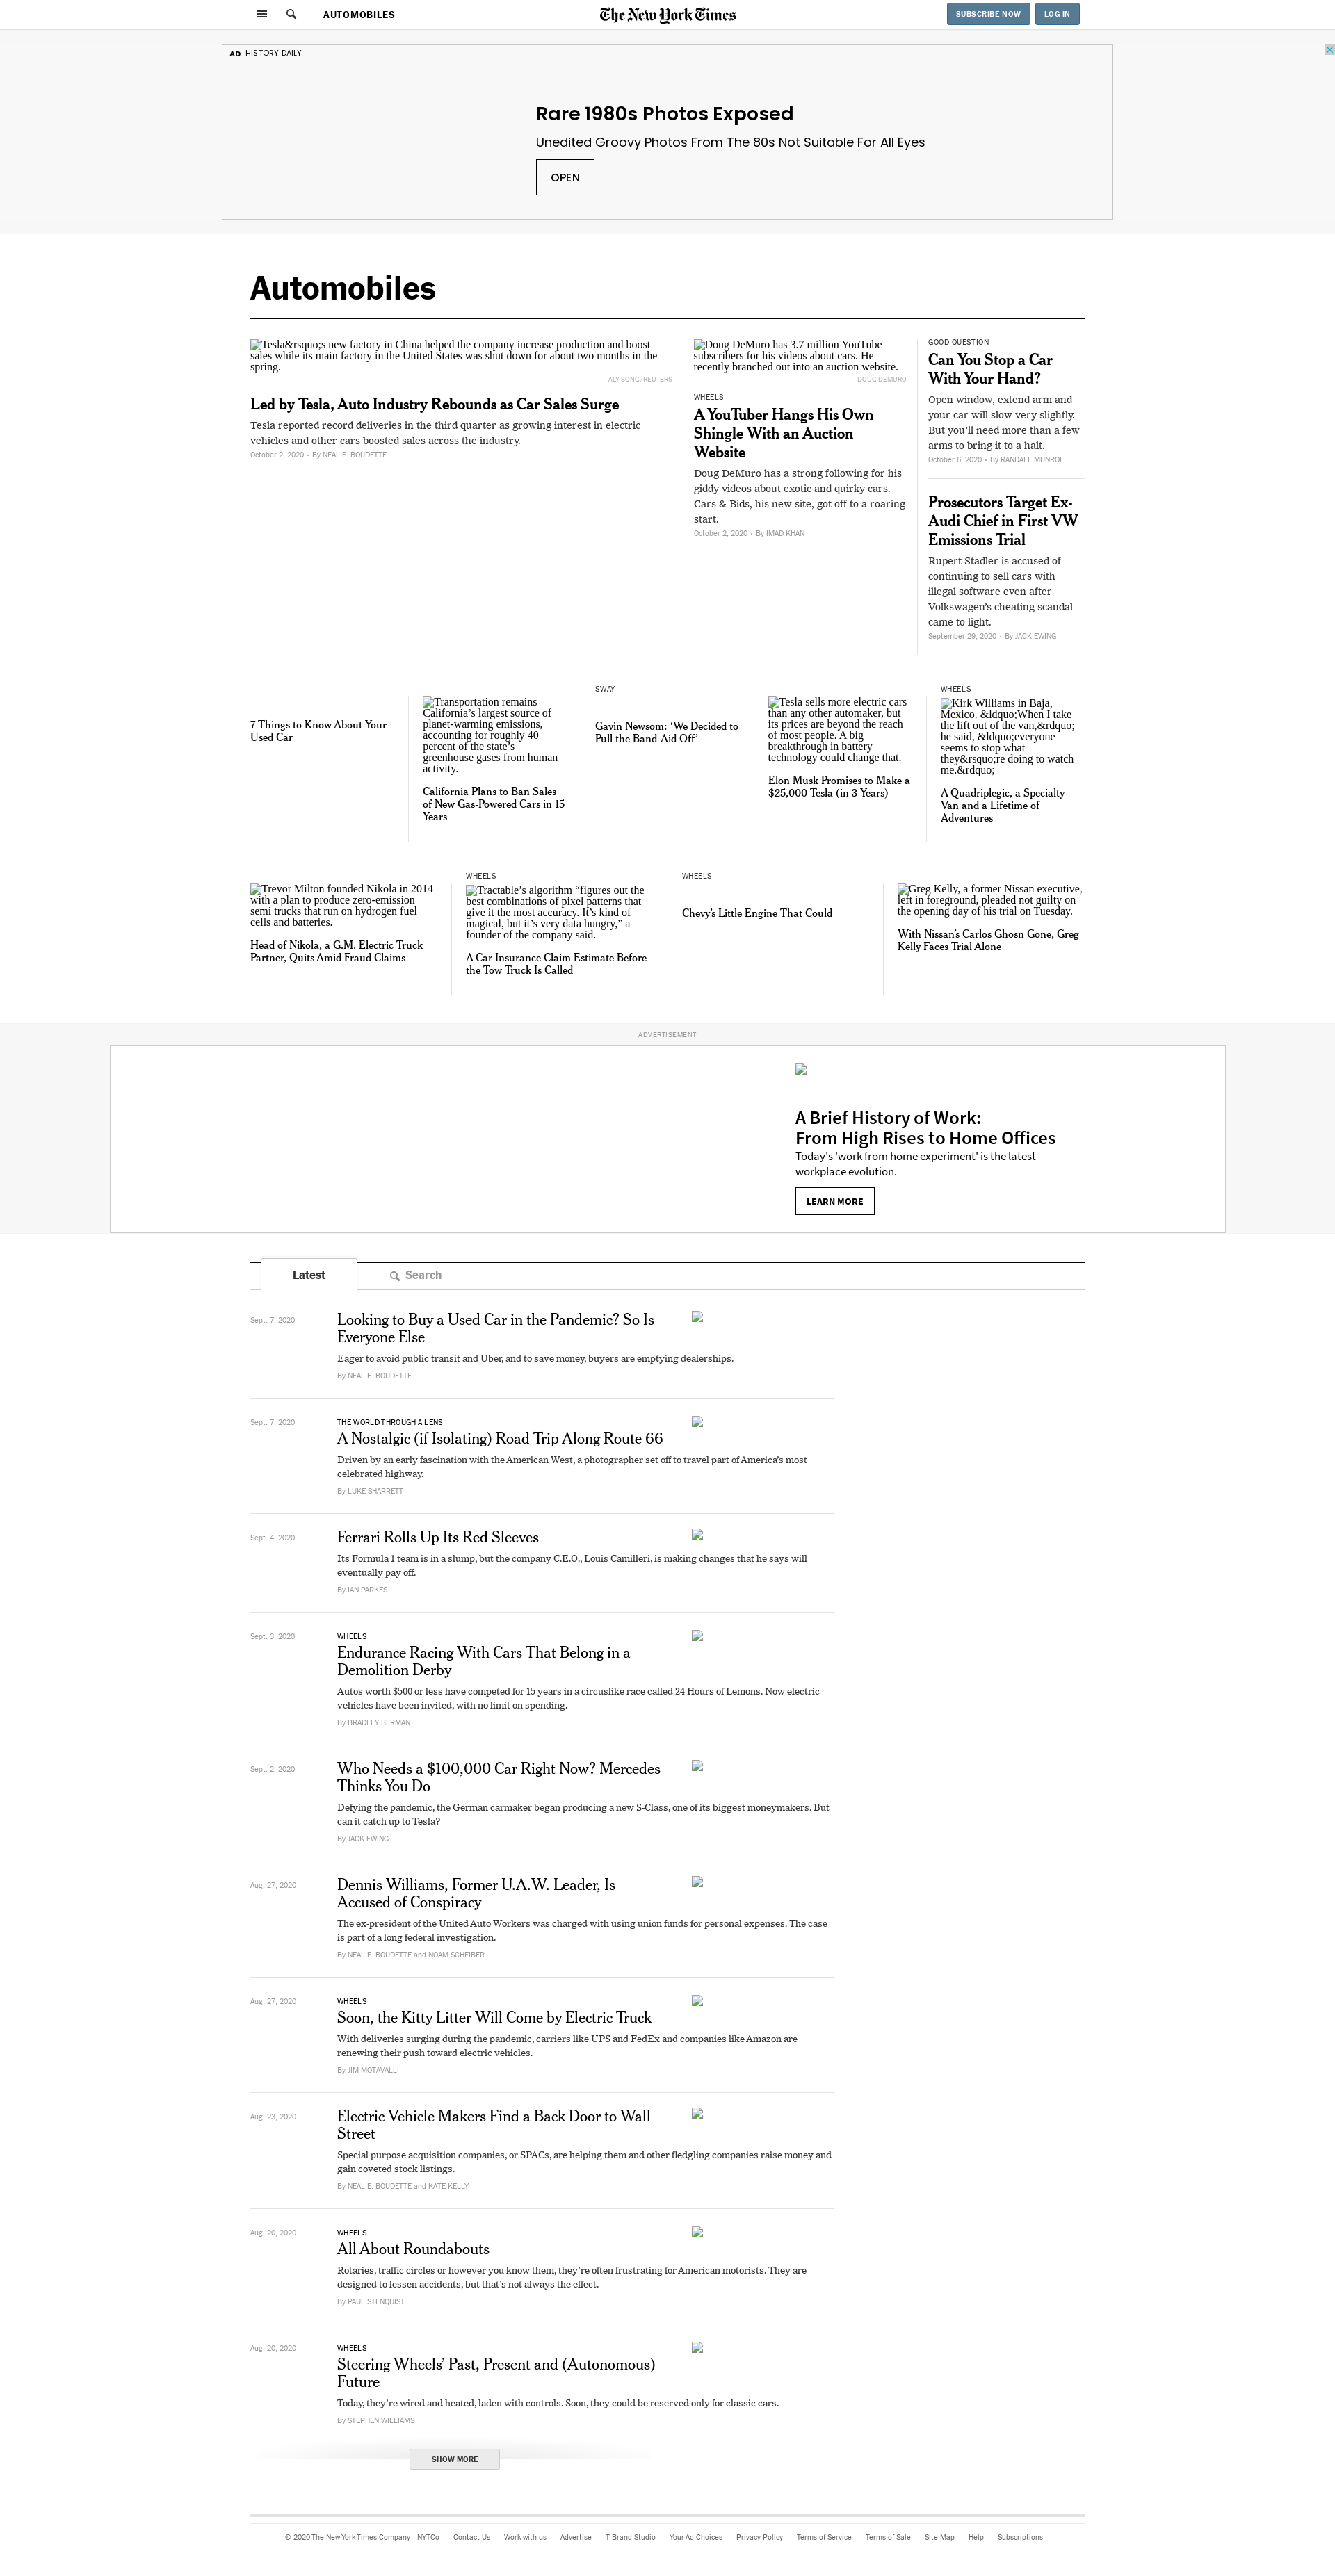 AUTOMOBILES
The New York Times
SUBSCRIBE NOW
LOG IN
AD HISTORY DAILY
Rare 1980s Photos Exposed
Unedited Groovy Photos From The 80s Not Suitable For All Eyes
OPEN
Automobiles
Tesla&rsquo;s new factory in China helped the company increase production and boost
sales while its main factory in the United States was shut down for about two months in the
spring.
ALY SONG/REUTERS
Led by Tesla, Auto Industry Rebounds as Car Sales Surge
Tesla reported record deliveries in the third quarter as growing interest in electric
vehicles and other cars boosted sales across the industry.
October 2, 2020 • By NEAL E. BOUDETTE
Doug DeMuro has 3.7 million YouTube
subscribers for his videos about cars. He
recently branched out into an auction website.
DOUG DEMURO
WHEELS
A YouTuber Hangs His Own
Shingle With an Auction
Website
Doug DeMuro has a strong following for his
giddy videos about exotic and quirky cars.
Cars & Bids, his new site, got off to a roaring
start.
October 2, 2020 • By IMAD KHAN
GOOD QUESTION
Can You Stop a Car
With Your Hand?
Open window, extend arm and
your car will slow very slightly.
But you'll need more than a few
arms to bring it to a halt.
October 6, 2020 • By RANDALL MUNROE
Prosecutors Target Ex-
Audi Chief in First VW
Emissions Trial
Rupert Stadler is accused of
continuing to sell cars with
illegal software even after
Volkswagen's cheating scandal
came to light.
September 29, 2020 • By JACK EWING
7 Things to Know About Your
Used Car
Transportation remains
California's largest source of
planet-warming emissions,
accounting for roughly 40
percent of the state's
greenhouse gases from human
activity.
California Plans to Ban Sales
of New Gas-Powered Cars in 15
Years
SWAY
Gavin Newsom: 'We Decided to
Pull the Band-Aid Off'
Tesla sells more electric cars
than any other automaker, but
its prices are beyond the reach
of most people. A big
breakthrough in battery
technology could change that.
Elon Musk Promises to Make a
$25,000 Tesla (in 3 Years)
WHEELS
Kirk Williams in Baja,
Mexico. &ldquo;When I take
the lift out of the van,&rdquo;
he said, &ldquo;everyone
seems to stop what
they&rsquo;re doing to watch
me.&rdquo;
A Quadriplegic, a Specialty
Van and a Lifetime of
Adventures
Trevor Milton founded Nikola in 2014
with a plan to produce zero-emission
semi trucks that run on hydrogen fuel
cells and batteries.
Head of Nikola, a G.M. Electric Truck
Partner, Quits Amid Fraud Claims
WHEELS
Tractable's algorithm "figures out the
best combinations of pixel patterns that
give it the most accuracy. It's kind of
magical, but it's very data hungry," a
founder of the company said.
A Car Insurance Claim Estimate Before
the Tow Truck Is Called
WHEELS
Chevy's Little Engine That Could
Greg Kelly, a former Nissan executive,
left in foreground, pleaded not guilty on
the opening day of his trial on Tuesday.
With Nissan's Carlos Ghosn Gone, Greg
Kelly Faces Trial Alone
ADVERTISEMENT
A Brief History of Work:
From High Rises to Home Offices
Today's 'work from home experiment' is the latest
workplace evolution.
LEARN MORE
Latest
Search
Sept. 7, 2020
Looking to Buy a Used Car in the Pandemic? So Is
Everyone Else
Eager to avoid public transit and Uber, and to save money, buyers are emptying dealerships.
By NEAL E. BOUDETTE
Sept. 7, 2020
THE WORLD THROUGH A LENS
A Nostalgic (if Isolating) Road Trip Along Route 66
Driven by an early fascination with the American West, a photographer set off to travel part of America's most
celebrated highway.
By LUKE SHARRETT
Sept. 4, 2020
Ferrari Rolls Up Its Red Sleeves
Its Formula 1 team is in a slump, but the company C.E.O., Louis Camilleri, is making changes that he says will
eventually pay off.
By IAN PARKES
Sept. 3, 2020
WHEELS
Endurance Racing With Cars That Belong in a
Demolition Derby
Autos worth $500 or less have competed for 15 years in a circuslike race called 24 Hours of Lemons. Now electric
vehicles have been invited, with no limit on spending.
By BRADLEY BERMAN
Sept. 2, 2020
Who Needs a $100,000 Car Right Now? Mercedes
Thinks You Do
Defying the pandemic, the German carmaker began producing a new S-Class, one of its biggest moneymakers. But
can it catch up to Tesla?
By JACK EWING
Aug. 27, 2020
Dennis Williams, Former U.A.W. Leader, Is
Accused of Conspiracy
The ex-president of the United Auto Workers was charged with using union funds for personal expenses. The case
is part of a long federal investigation.
By NEAL E. BOUDETTE and NOAM SCHEIBER
Aug. 27, 2020
WHEELS
Soon, the Kitty Litter Will Come by Electric Truck
With deliveries surging during the pandemic, carriers like UPS and FedEx and companies like Amazon are
renewing their push toward electric vehicles.
By JIM MOTAVALLI
Aug. 23, 2020
Electric Vehicle Makers Find a Back Door to Wall
Street
Special purpose acquisition companies, or SPACs, are helping them and other fledgling companies raise money and
gain coveted stock listings.
By NEAL E. BOUDETTE and KATE KELLY
Aug. 20, 2020
WHEELS
All About Roundabouts
Rotaries, traffic circles or however you know them, they're often frustrating for American motorists. They are
designed to lessen accidents, but that's not always the effect.
By PAUL STENQUIST
Aug. 20, 2020
WHEELS
Steering Wheels' Past, Present and (Autonomous)
Future
Today, they're wired and heated, laden with controls. Soon, they could be reserved only for classic cars.
By STEPHEN WILLIAMS
SHOW MORE
© 2020 The New York Times Company NYTCo Contact Us Work with us Advertise T Brand Studio Your Ad Choices Privacy Policy Terms of Service Terms of Sale Site Map Help Subscriptions